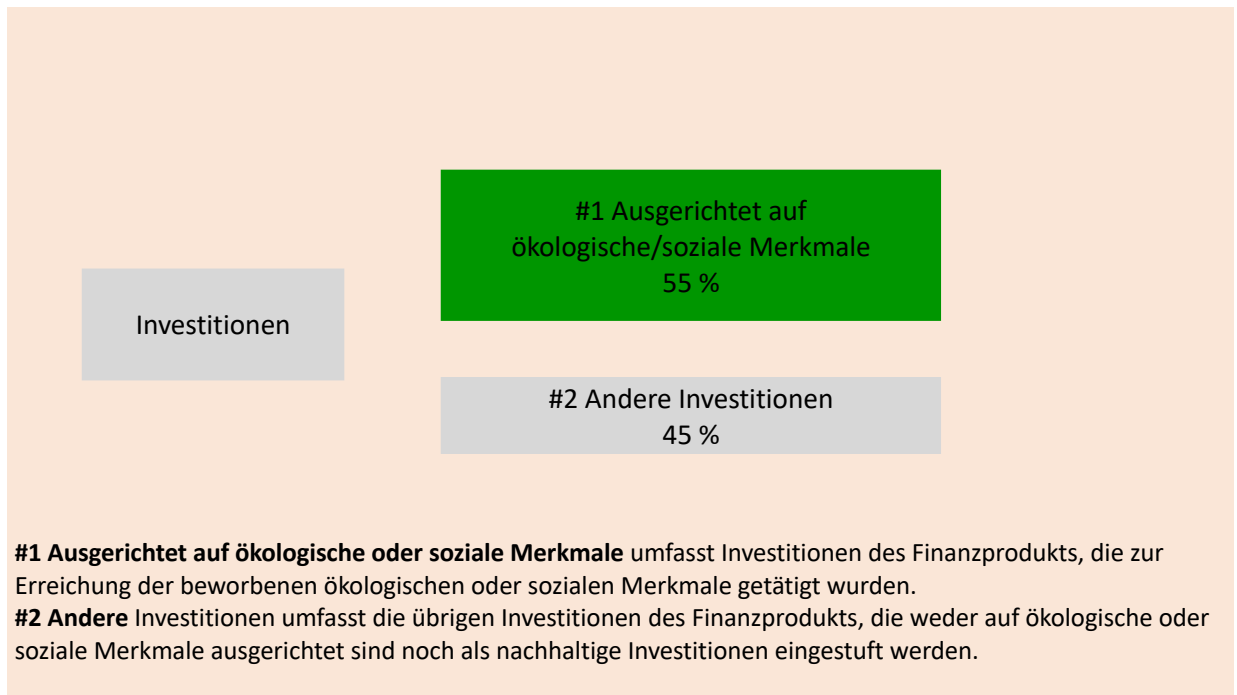 #1 Ausgerichtet auf
ökologische/soziale Merkmale
55 %
Investitionen
#2 Andere Investitionen
45 %
#1 Ausgerichtet auf ökologische oder soziale Merkmale umfasst Investitionen des Finanzprodukts, die zur
Erreichung der beworbenen ökologischen oder sozialen Merkmale getätigt wurden.
#2 Andere Investitionen umfasst die übrigen Investitionen des Finanzprodukts, die weder auf ökologische oder
soziale Merkmale ausgerichtet sind noch als nachhaltige Investitionen eingestuft werden.